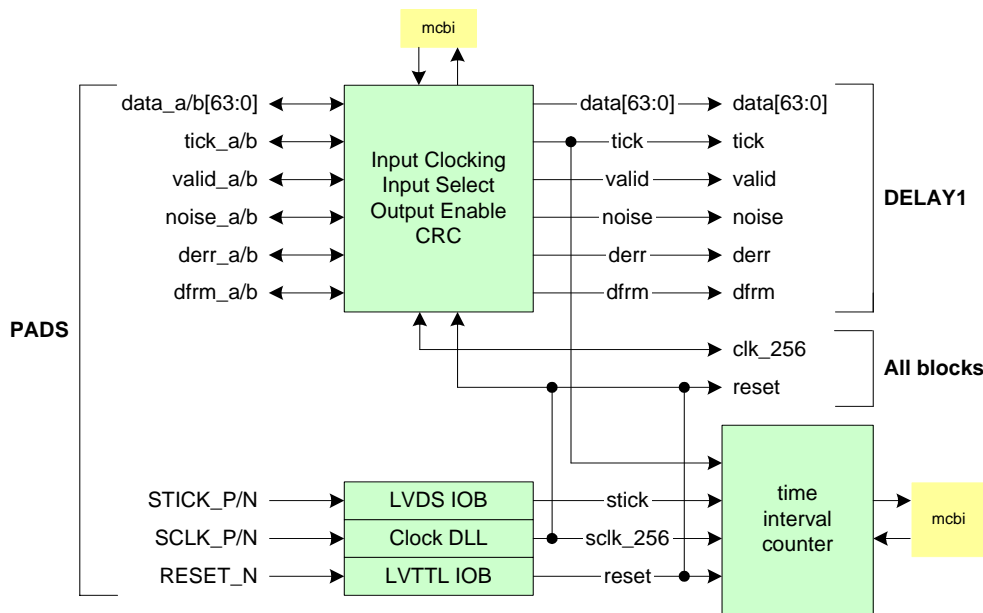 mcbi
data_a/b[63:0]
data[63:0]
data[63:0]
tick_a/b
tick
tick
valid_a/b
valid
valid
noise_a/b
noise
noise
derr_a/b
derr
derr
dfrm_a/b
dfrm
dfrm
Input Clocking
Input Select
Output Enable
CRC
DELAY1
PADS
clk_256
reset
All blocks
STICK_P/N
LVDS IOB
stick
SCLK_P/N
Clock DLL
sclk_256
RESET_N
LVTTL IOB
reset
time
interval
counter
mcbi